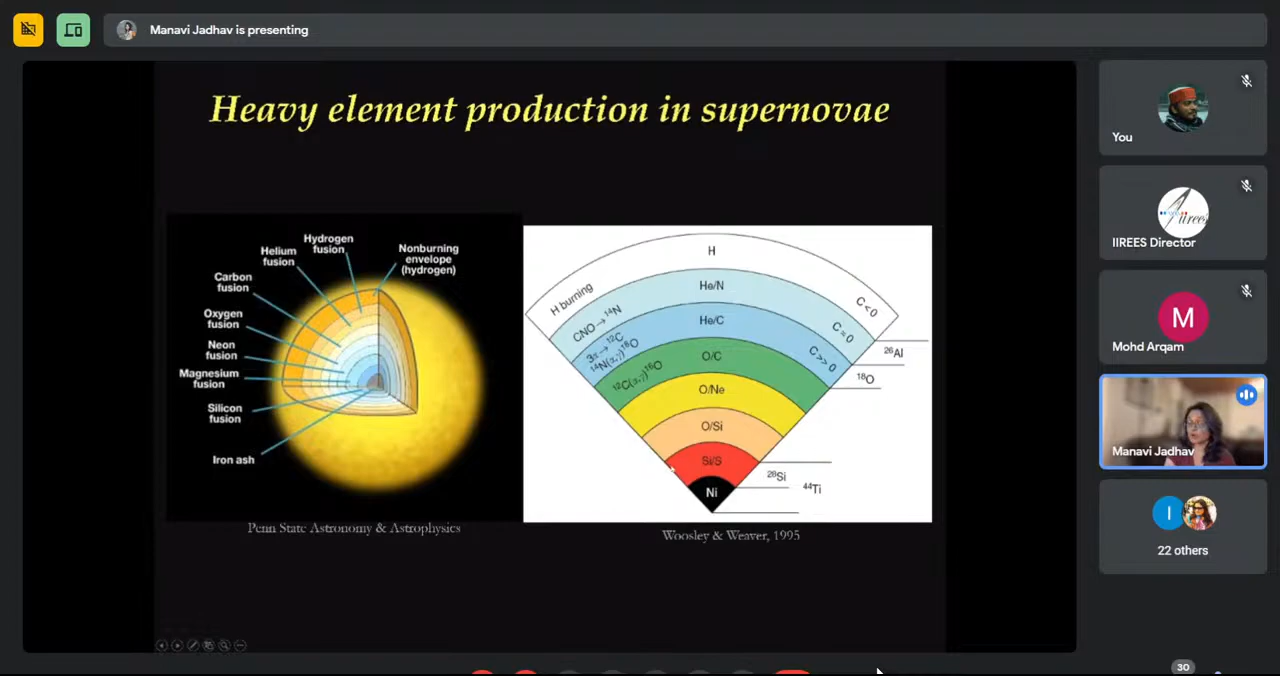 Manavi Jadhav is presenting
Heavy element production in supernovae
Hydrogen
fusion
Helium
fusion
Nonburning
envelope
(hydrogen)
Carbon
fusion
Oxygen
fusion
Neon
fusion
Magnesium
fusion
Silicon
fusion
Iron ash
Penn State Astronomy & Astrophysics
H
H burning
C < 0
He/N
CNO → ¹⁴N
C = 0
He/C
3α → ¹²C
¹⁴N(α,γ)¹⁸O
C >> 0
O/C
¹²C(α,γ)¹⁶O
O/Ne
O/Si
Si/S
Ni
²⁶Al
¹⁸O
²⁸Si
⁴⁴Ti
Woosley & Weaver, 1995
You
IIREES Director
M
Mohd Arqam
Manavi Jadhav
I
22 others
30